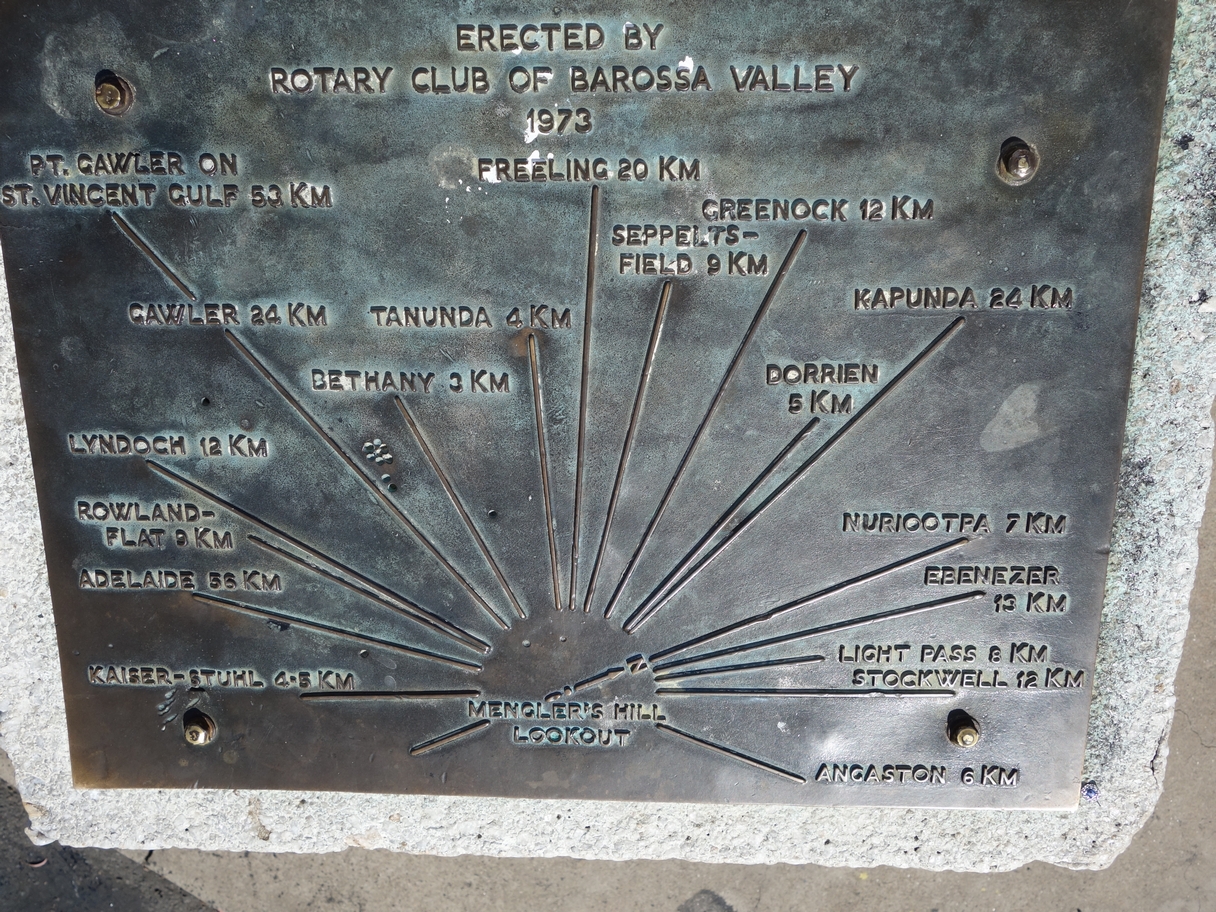 ERECTED BY
ROTARY CLUB OF BAROSSA VALLEY
1973
PT. GAWLER ON
ST. VINCENT GULF 53 KM
FREELING 20 KM
GREENOCK 12 KM
SEPPELTS-
FIELD 9 KM
KAPUNDA 24 KM
GAWLER 24 KM
TANUNDA 4 KM
BETHANY 3 KM
DORRIEN
5 KM
LYNDOCH 12 KM
ROWLAND-
FLAT 9 KM
NURIOOTPA 7 KM
ADELAIDE 56 KM
EBENEZER
13 KM
LIGHT PASS 8 KM
KAISER-STUHL 4·5 KM
STOCKWELL 12 KM
MENGLER'S HILL
LOOKOUT
ANGASTON 6 KM